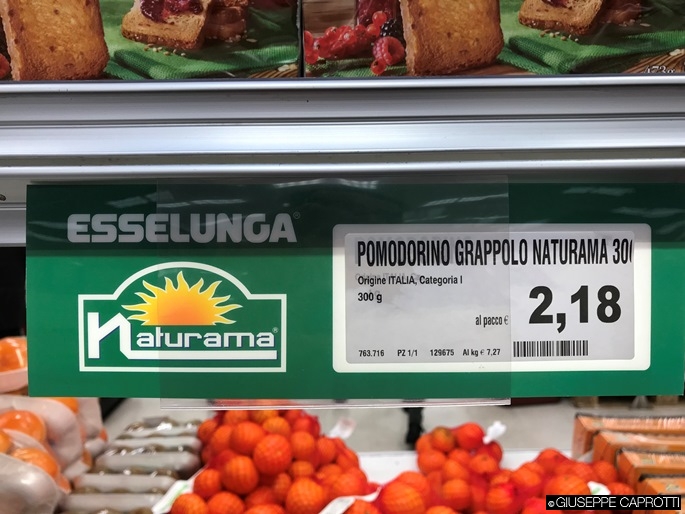 473g
ESSELUNGA®
Naturama®
POMODORINO GRAPPOLO NATURAMA 300
Origine ITALIA, Categoria I
300 g
al pacco € 2,18
763.716 PZ 1/1 129675 Al kg € 7,27
© GIUSEPPE CAPROTTI